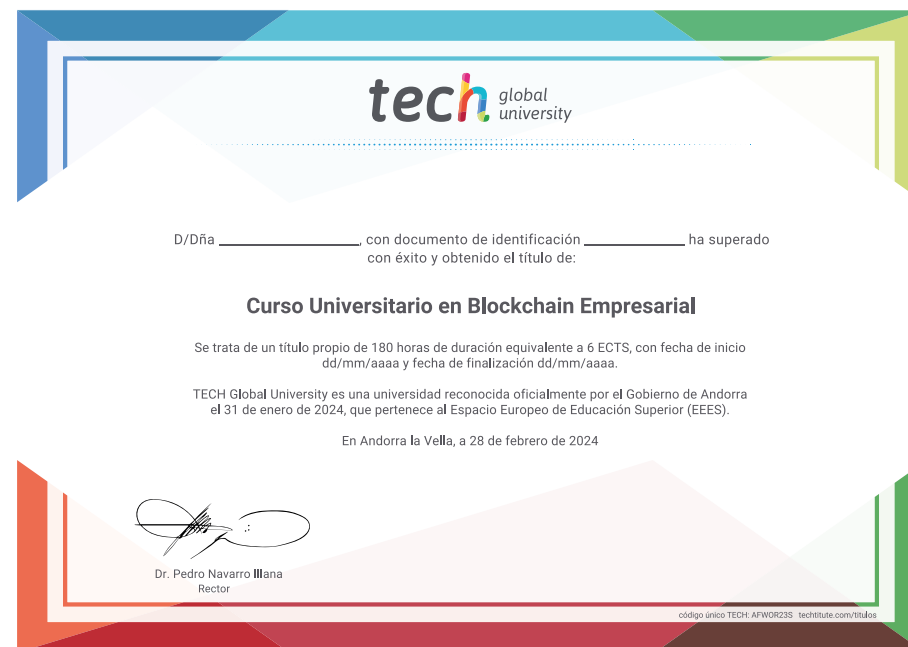 tech global university
D/Dña ____________________, con documento de identificación ______________ ha superado
con éxito y obtenido el título de:
Curso Universitario en Blockchain Empresarial
Se trata de un título propio de 180 horas de duración equivalente a 6 ECTS, con fecha de inicio
dd/mm/aaaa y fecha de finalización dd/mm/aaaa.
TECH Global University es una universidad reconocida oficialmente por el Gobierno de Andorra
el 31 de enero de 2024, que pertenece al Espacio Europeo de Educación Superior (EEES).
En Andorra la Vella, a 28 de febrero de 2024
Dr. Pedro Navarro Illana
Rector
código único TECH: AFWOR23S techtitute.com/titulos